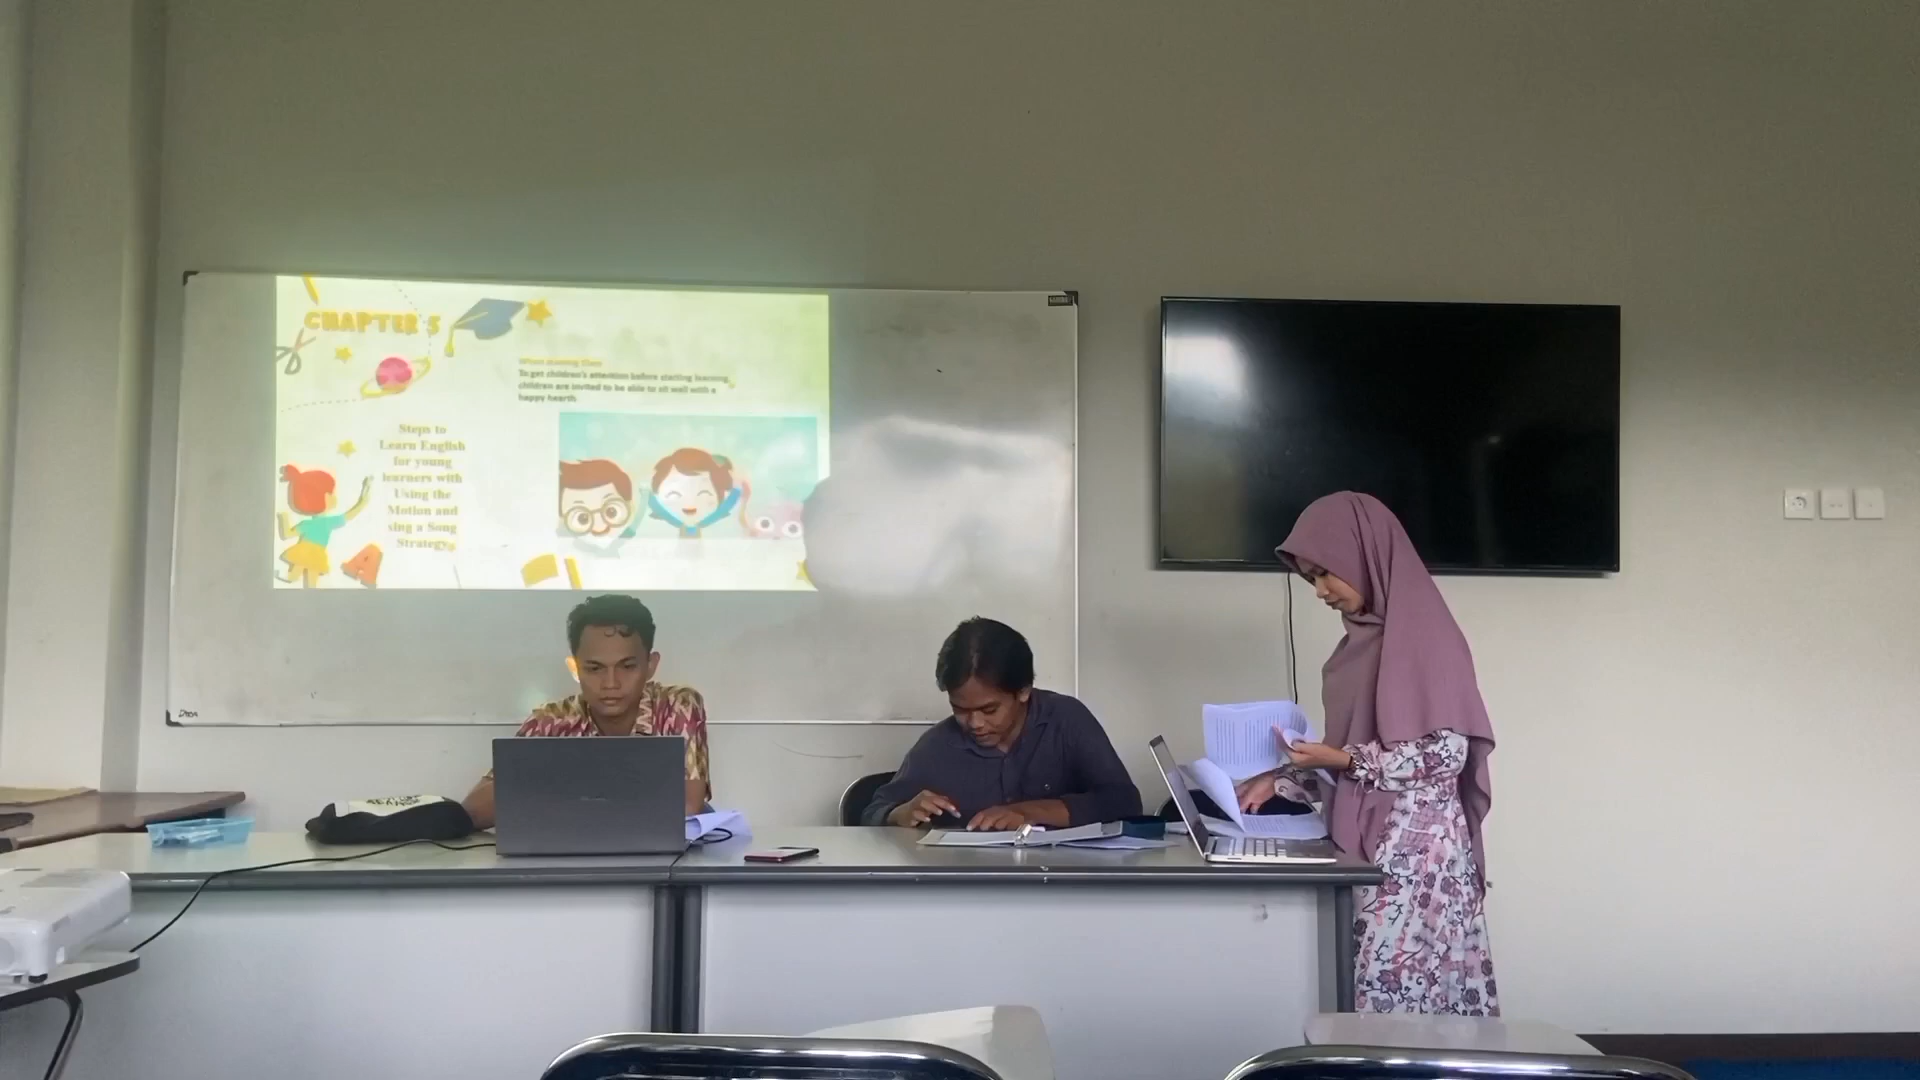 CHAPTER 3
When starting Class
To get children's attention before starting learning,
children are invited to be able to sit well with a
happy hearth
Steps to
Learn English
for young
learners with
Using the
Motion and
sing a Song
Strategy